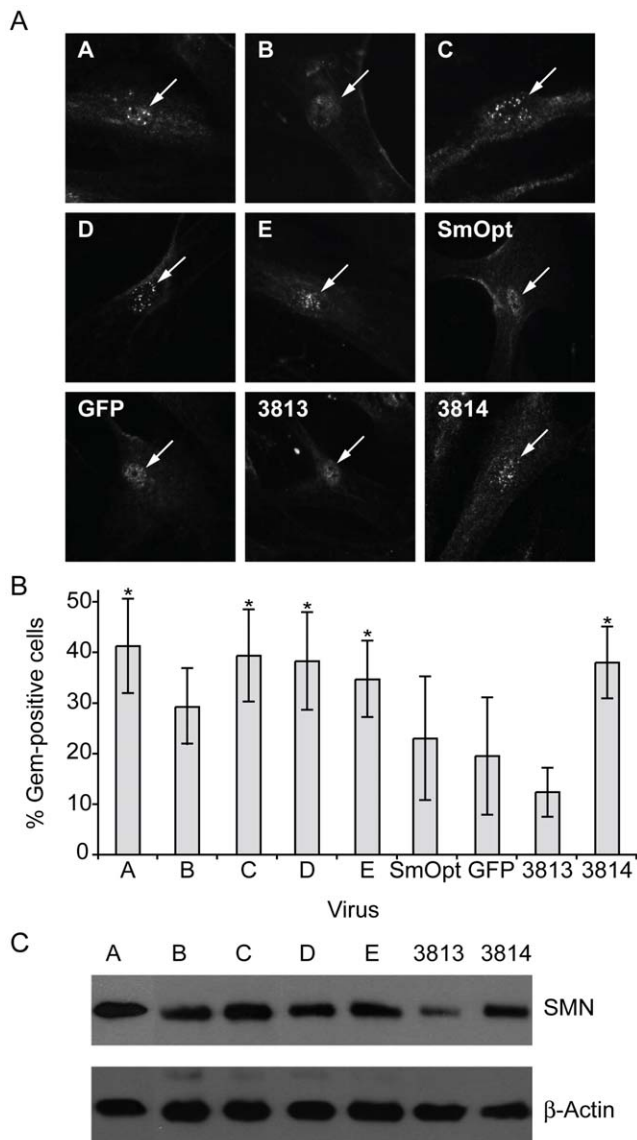 A
A B C
D E SmOpt
GFP 3813 3814
B
% Gem-positive cells
50
40
30
20
10
0
* * * * *
A B C D E SmOpt GFP 3813 3814
Virus
C
A B C D E 3813 3814
SMN
β-Actin